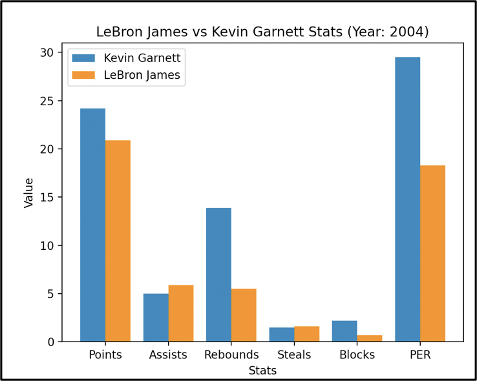 LeBron James vs Kevin Garnett Stats (Year: 2004)
Kevin Garnett
LeBron James
30
25
20
15
10
5
0
Value
Points Assists Rebounds Steals Blocks PER
Stats